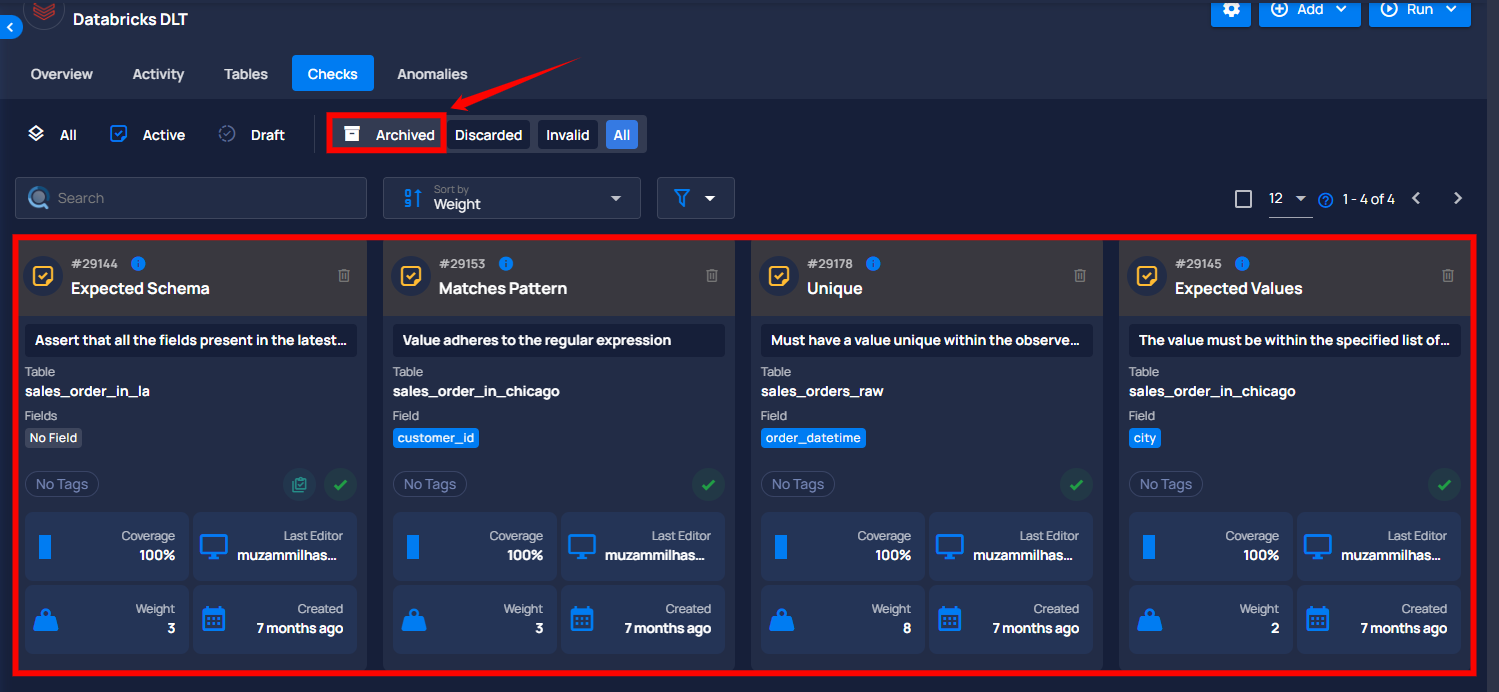 Databricks DLT
Add
Run
Overview
Activity
Tables
Checks
Anomalies
All
Active
Draft
Archived
Discarded
Invalid
All
Search
Sort by
Weight
12
1 - 4 of 4
#29144
Expected Schema
Assert that all the fields present in the latest...
Table
sales_order_in_la
Fields
No Field
No Tags
Coverage
100%
Last Editor
muzammilhas...
Weight
3
Created
7 months ago
#29153
Matches Pattern
Value adheres to the regular expression
Table
sales_order_in_chicago
Field
customer_id
No Tags
Coverage
100%
Last Editor
muzammilhas...
Weight
3
Created
7 months ago
#29178
Unique
Must have a value unique within the observe...
Table
sales_orders_raw
Field
order_datetime
No Tags
Coverage
100%
Last Editor
muzammilhas...
Weight
8
Created
7 months ago
#29145
Expected Values
The value must be within the specified list of...
Table
sales_order_in_chicago
Field
city
No Tags
Coverage
100%
Last Editor
muzammilhas...
Weight
2
Created
7 months ago